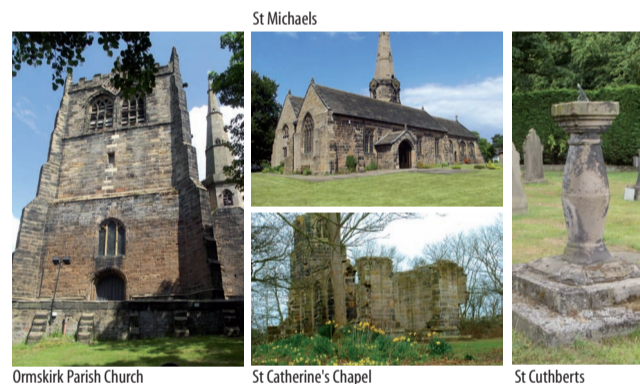 St Michaels
Ormskirk Parish Church
St Catherine's Chapel
St Cuthberts